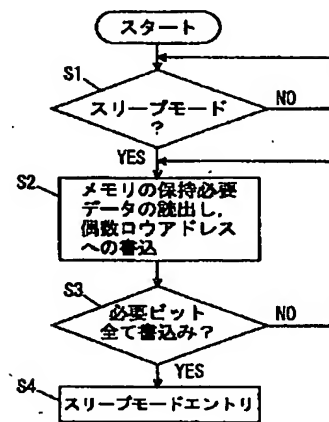 スタート
S1
スリープモード
?
NO
YES
S2
メモリの保持必要
データの読出し,
偶数ロウアドレス
への書込
S3
必要ビット
全て書込み?
NO
YES
S4
スリープモードエントリ